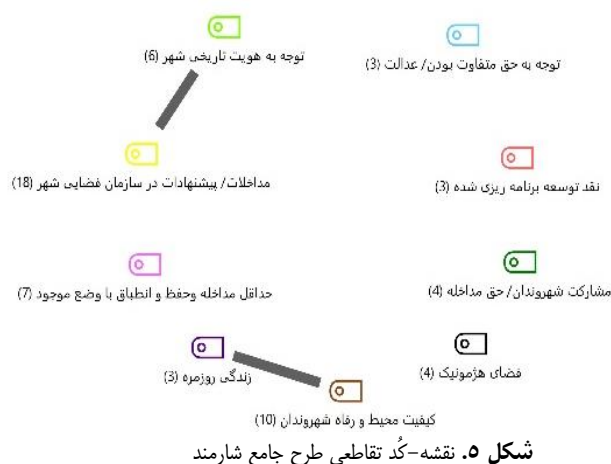 توجه به هویت تاریخی شهر (6)
توجه به حق متفاوت بودن/ عدالت (3)
مداخلات/ پیشنهادات در سازمان فضایی شهر (18)
نقد توسعه برنامه ریزی شده (3)
حداقل مداخله وحفظ و انطباق با وضع موجود (7)
مشارکت شهروندان/ حق مداخله (4)
زندگی روزمره (3)
فضای هژمونیک (4)
کیفیت محیط و رفاه شهروندان (10)
شکل ۵. نقشه-کُد تقاطعی طرح جامع شارمند